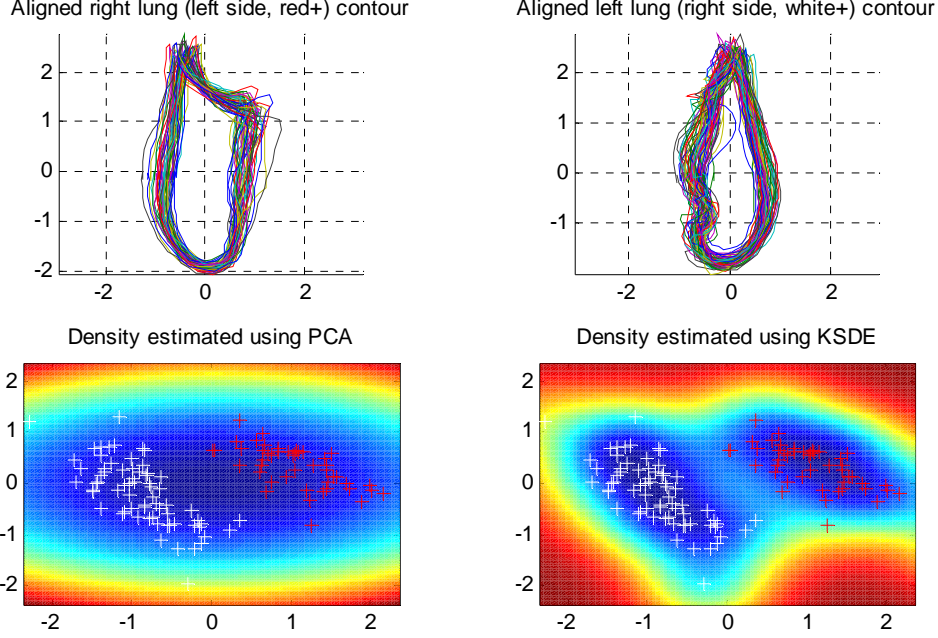 Aligned right lung (left side, red+) contour
Aligned left lung (right side, white+) contour
2
1
0
-1
-2
-2 0 2
2
1
0
-1
-2 0 2
Density estimated using PCA
Density estimated using KSDE
2
1
0
-1
-2
-2 -1 0 1 2
2
1
0
-1
-2
-2 -1 0 1 2